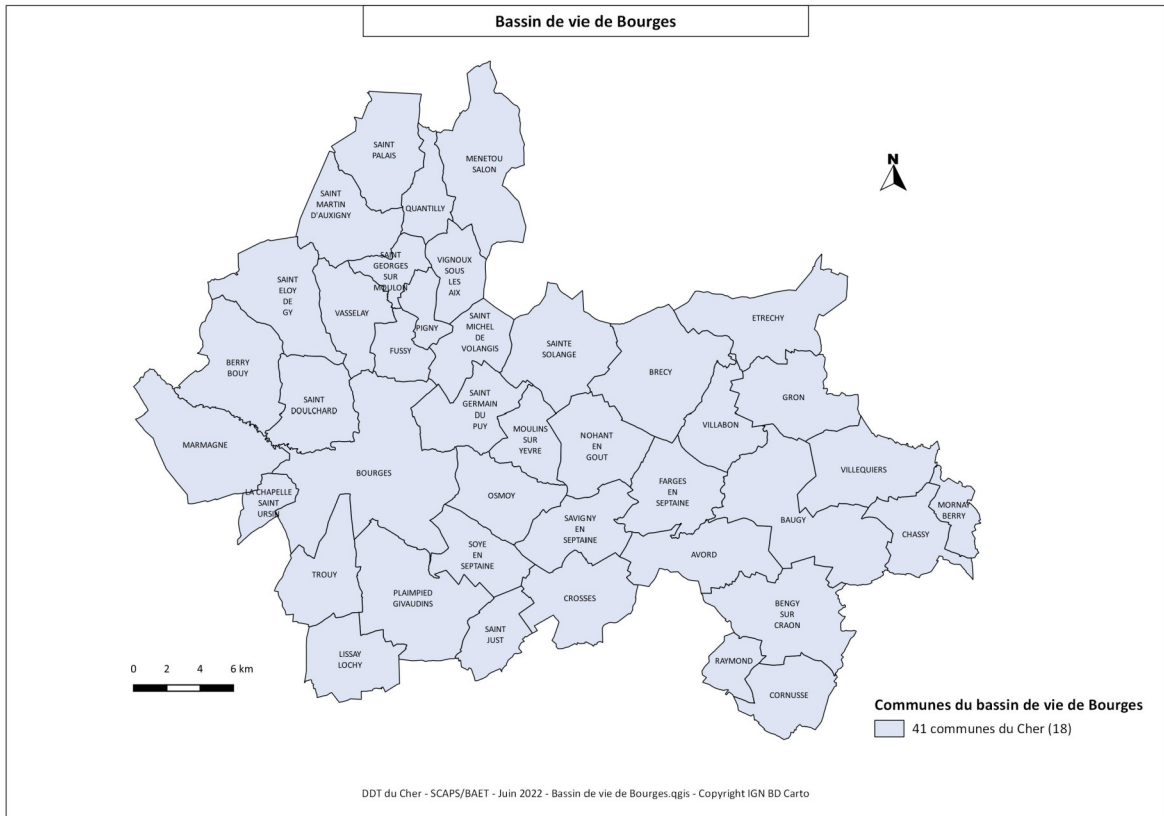 Bassin de vie de Bourges
SAINT
PALAIS
MENETOU
SALON
N
SAINT
MARTIN
D'AUXIGNY
QUANTILLY
SAINT
GEORGES
SUR
MOULON
VIGNOUX
SOUS
LES
AIX
SAINT
ELOY
DE
GY
VASSELAY
PIGNY
SAINT
MICHEL
DE
VOLANGIS
ETRECHY
FUSSY
SAINTE
SOLANGE
BERRY
BOUY
BRECY
SAINT
DOULCHARD
SAINT
GERMAIN
DU
PUY
GRON
MOULINS
SUR
YEVRE
NOHANT
EN
GOUT
VILLABON
MARMAGNE
BOURGES
VILLEQUIERS
LA CHAPELLE
SAINT
URSIN
OSMOY
FARGES
EN
SEPTAINE
MORNAY
BERRY
SAVIGNY
EN
SEPTAINE
BAUGY
CHASSY
SOYE
EN
SEPTAINE
AVORD
TROUY
PLAIMPIED
GIVAUDINS
CROSSES
BENGY
SUR
CRAON
SAINT
JUST
LISSAY
LOCHY
RAYMOND
CORNUSSE
0 2 4 6 km
Communes du bassin de vie de Bourges
41 communes du Cher (18)
DDT du Cher - SCAPS/BAET - Juin 2022 - Bassin de vie de Bourges.qgis - Copyright IGN BD Carto